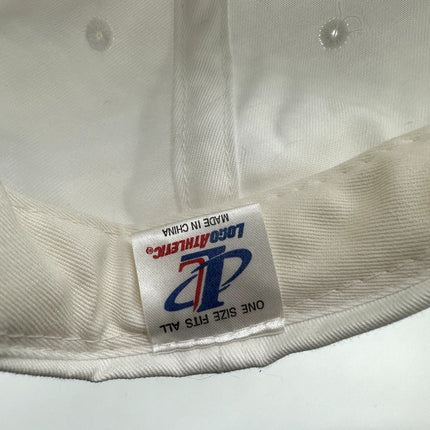 ONE SIZE FITS ALL
LOGO ATHLETIC®
MADE IN CHINA